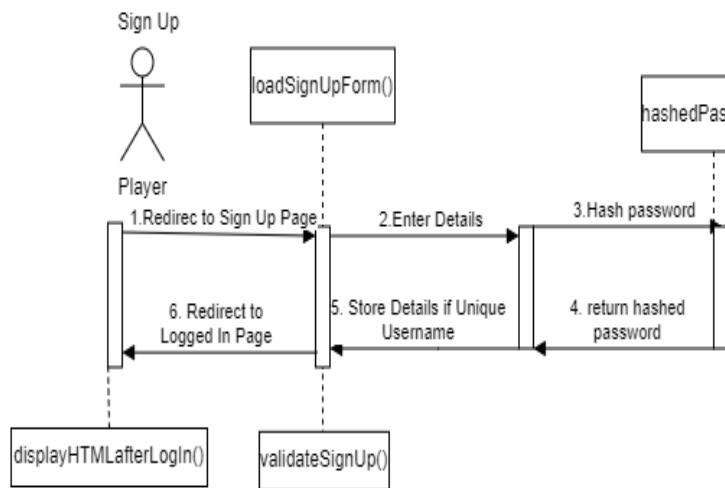 Sign Up
loadSignUpForm()
hashedPas
Player
1.Redirec to Sign Up Page
2.Enter Details
3.Hash password
6. Redirect to
Logged In Page
5. Store Details if Unique
Username
4. return hashed
password
displayHTMLafterLogIn()
validateSignUp()